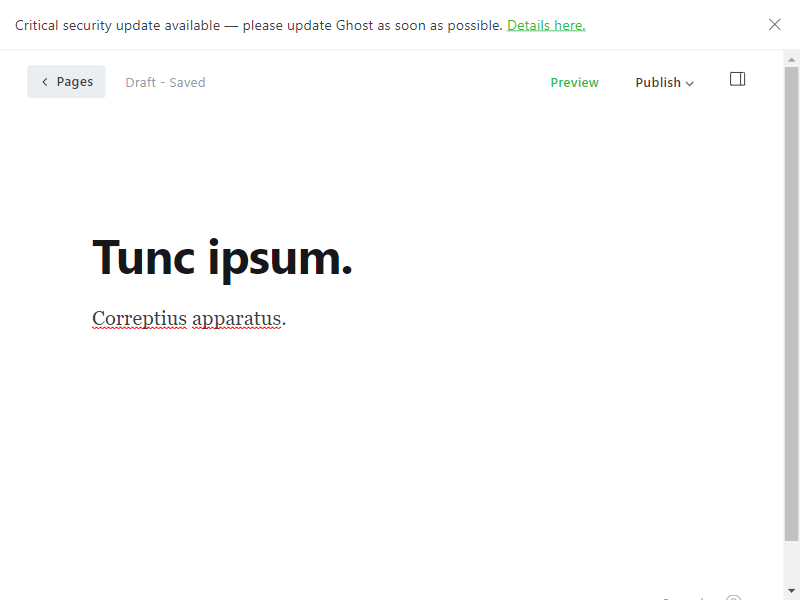 Critical security update available — please update Ghost as soon as possible. Details here.
Pages
Draft - Saved
Preview
Publish
Tunc ipsum.
Correptius apparatus.